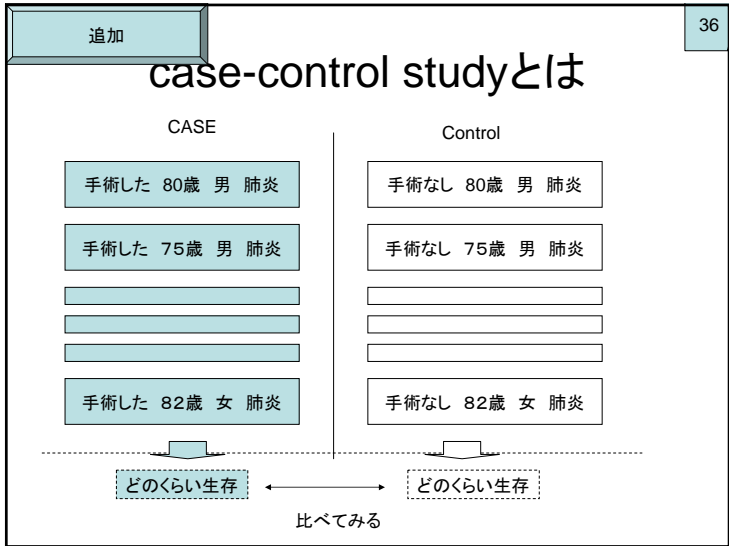 追加
36
case-control studyとは
CASE
Control
手術した 80歳 男 肺炎
手術なし 80歳 男 肺炎
手術した 75歳 男 肺炎
手術なし 75歳 男 肺炎
手術した 82歳 女 肺炎
手術なし 82歳 女 肺炎
どのくらい生存
どのくらい生存
比べてみる